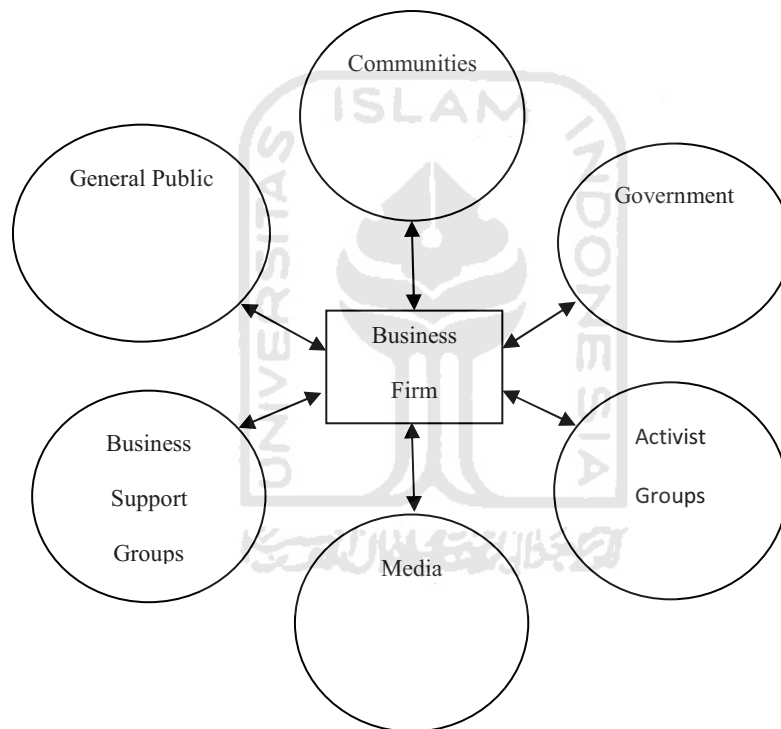 Communities
ISLAM
General Public
UNIVERSITAS
INDONESIA
Government
Business
Firm
Business
Support
Groups
Activist
Groups
Media